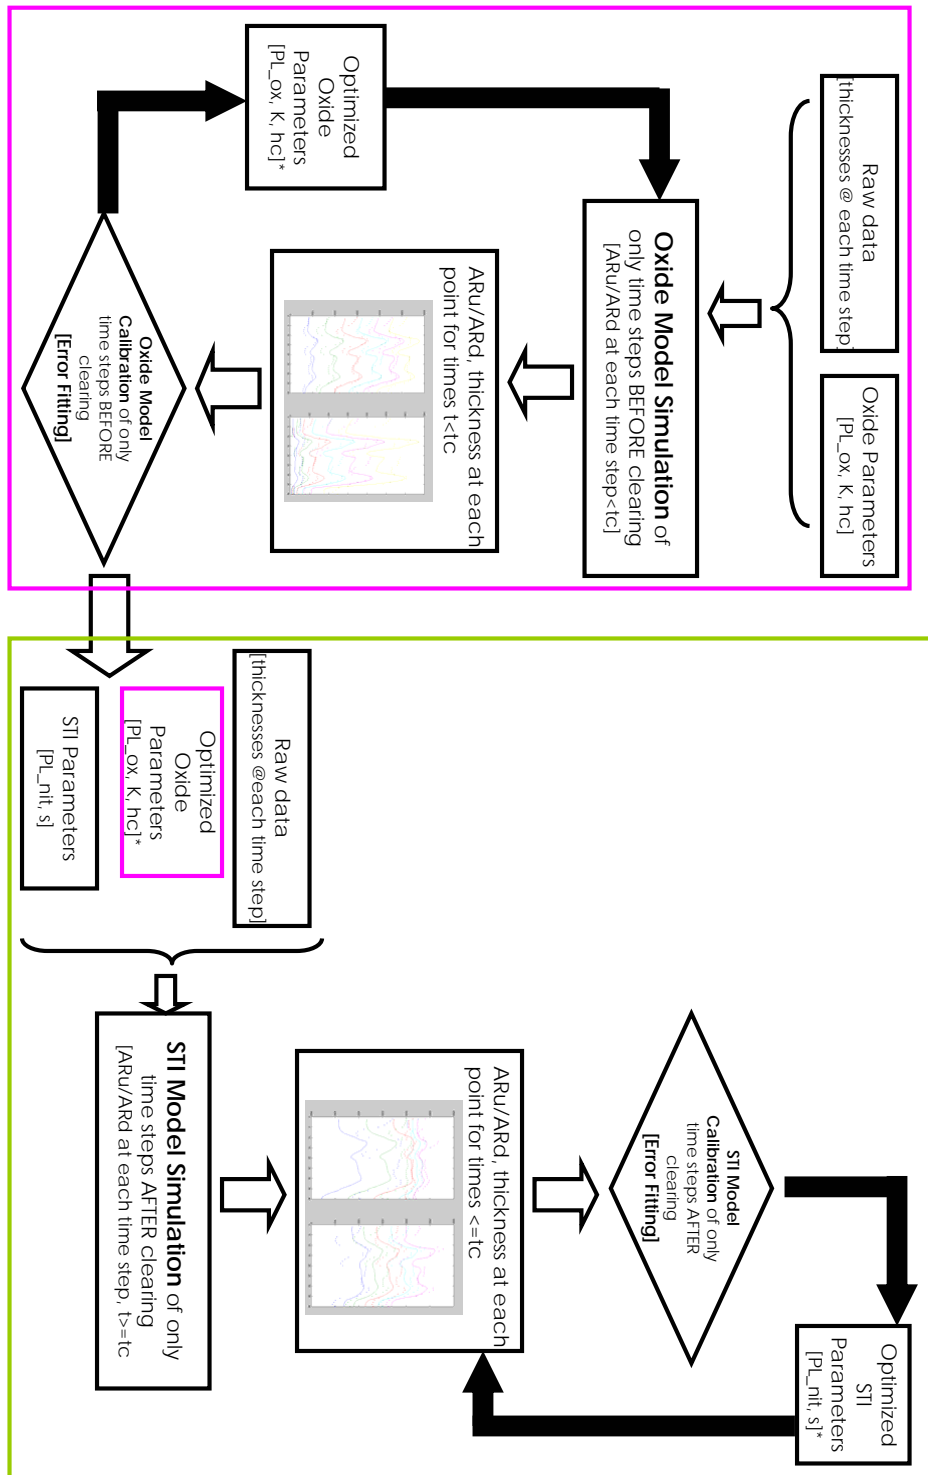 Raw data
[thicknesses @ each time step]
Oxide Parameters
[PL_ox, K, hc]
Oxide Model Simulation of
only time steps BEFORE clearing
[ARu/ARd at each time step<tc]
ARu/ARd, thickness at each
point for times t<tc
Oxide Model
Calibration of only
time steps BEFORE
clearing
[Error Fitting]
Optimized
Oxide
Parameters
[PL_ox, K, hc]*
Raw data
[thicknesses @each time step]
Optimized
Oxide
Parameters
[PL_ox, K, hc]*
STI Parameters
[PL_nit, s]
STI Model Simulation of only
time steps AFTER clearing
[ARu/ARd at each time step, t>=tc
ARu/ARd, thickness at each
point for times <=tc
STI Model
Calibration of only
time steps AFTER
clearing
[Error Fitting]
Optimized
STI
Parameters
[PL_nit, s]*